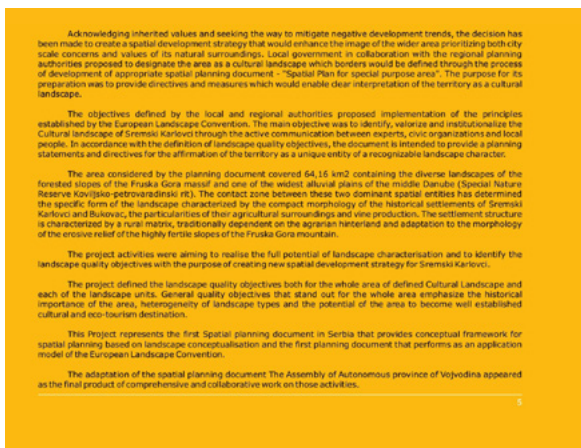 Acknowledging inherited values and seeking the way to mitigate negative development trends, the decision has
been made to create a spatial development strategy that would enhance the image of the wider area prioritizing both city
scale concerns and values of its natural surroundings. Local government in collaboration with the regional planning
authorities proposed to designate the area as a cultural landscape which borders would be defined through the process
of development of appropriate spatial planning document - "Spatial Plan for special purpose area". The purpose for its
preparation was to provide directives and measures which would enable clear interpretation of the territory as a cultural
landscape.
The objectives defined by the local and regional authorities proposed implementation of the principles
established by the European Landscape Convention. The main objective was to identify, valorize and institutionalize the
Cultural landscape of Sremski Karlovci through the active communication between experts, civic organizations and local
people. In accordance with the definition of landscape quality objectives, the document is intended to provide a planning
statements and directives for the affirmation of the territory as a unique entity of a recognizable landscape character.
The area considered by the planning document covered 64,16 km2 containing the diverse landscapes of the
forested slopes of the Fruska Gora massif and one of the widest alluvial plains of the middle Danube (Special Nature
Reserve Koviljsko-petrovaradinski rit). The contact zone between these two dominant spatial entities has determined
the specific form of the landscape characterized by the compact morphology of the historical settlements of Sremski
Karlovci and Bukovac, the particularities of their agricultural surroundings and vine production. The settlement structure
is characterized by a rural matrix, traditionally dependent on the agrarian hinterland and adaptation to the morphology
of the erosive relief of the highly fertile slopes of the Fruska Gora mountain.
The project activities were aiming to realise the full potential of landscape characterisation and to identify the
landscape quality objectives with the purpose of creating new spatial development strategy for Sremski Karlovci.
The project defined the landscape quality objectives both for the whole area of defined Cultural Landscape and
each of the landscape units. General quality objectives that stand out for the whole area emphasize the historical
importance of the area, heterogeneity of landscape types and the potential of the area to become well established
cultural and eco-tourism destination.
This Project represents the first Spatial planning document in Serbia that provides conceptual framework for
spatial planning based on landscape conceptualisation and the first planning document that performs as an application
model of the European Landscape Convention.
The adaptation of the spatial planning document The Assembly of Autonomous province of Vojvodina appeared
as the final product of comprehensive and collaborative work on those activities.
5